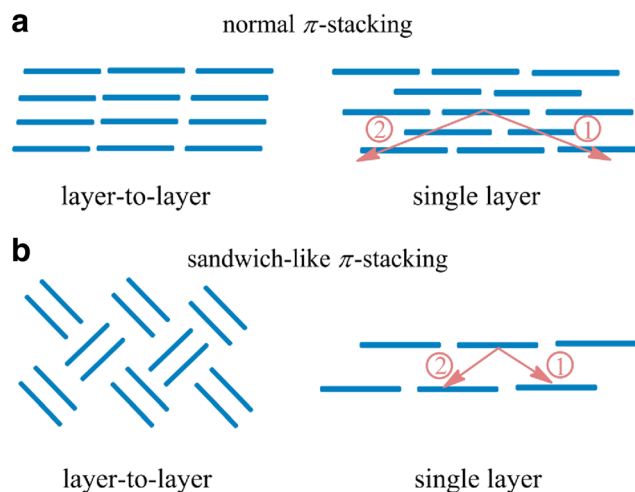 a
normal π-stacking
② ①
layer-to-layer single layer
b
sandwich-like π-stacking
② ①
layer-to-layer single layer